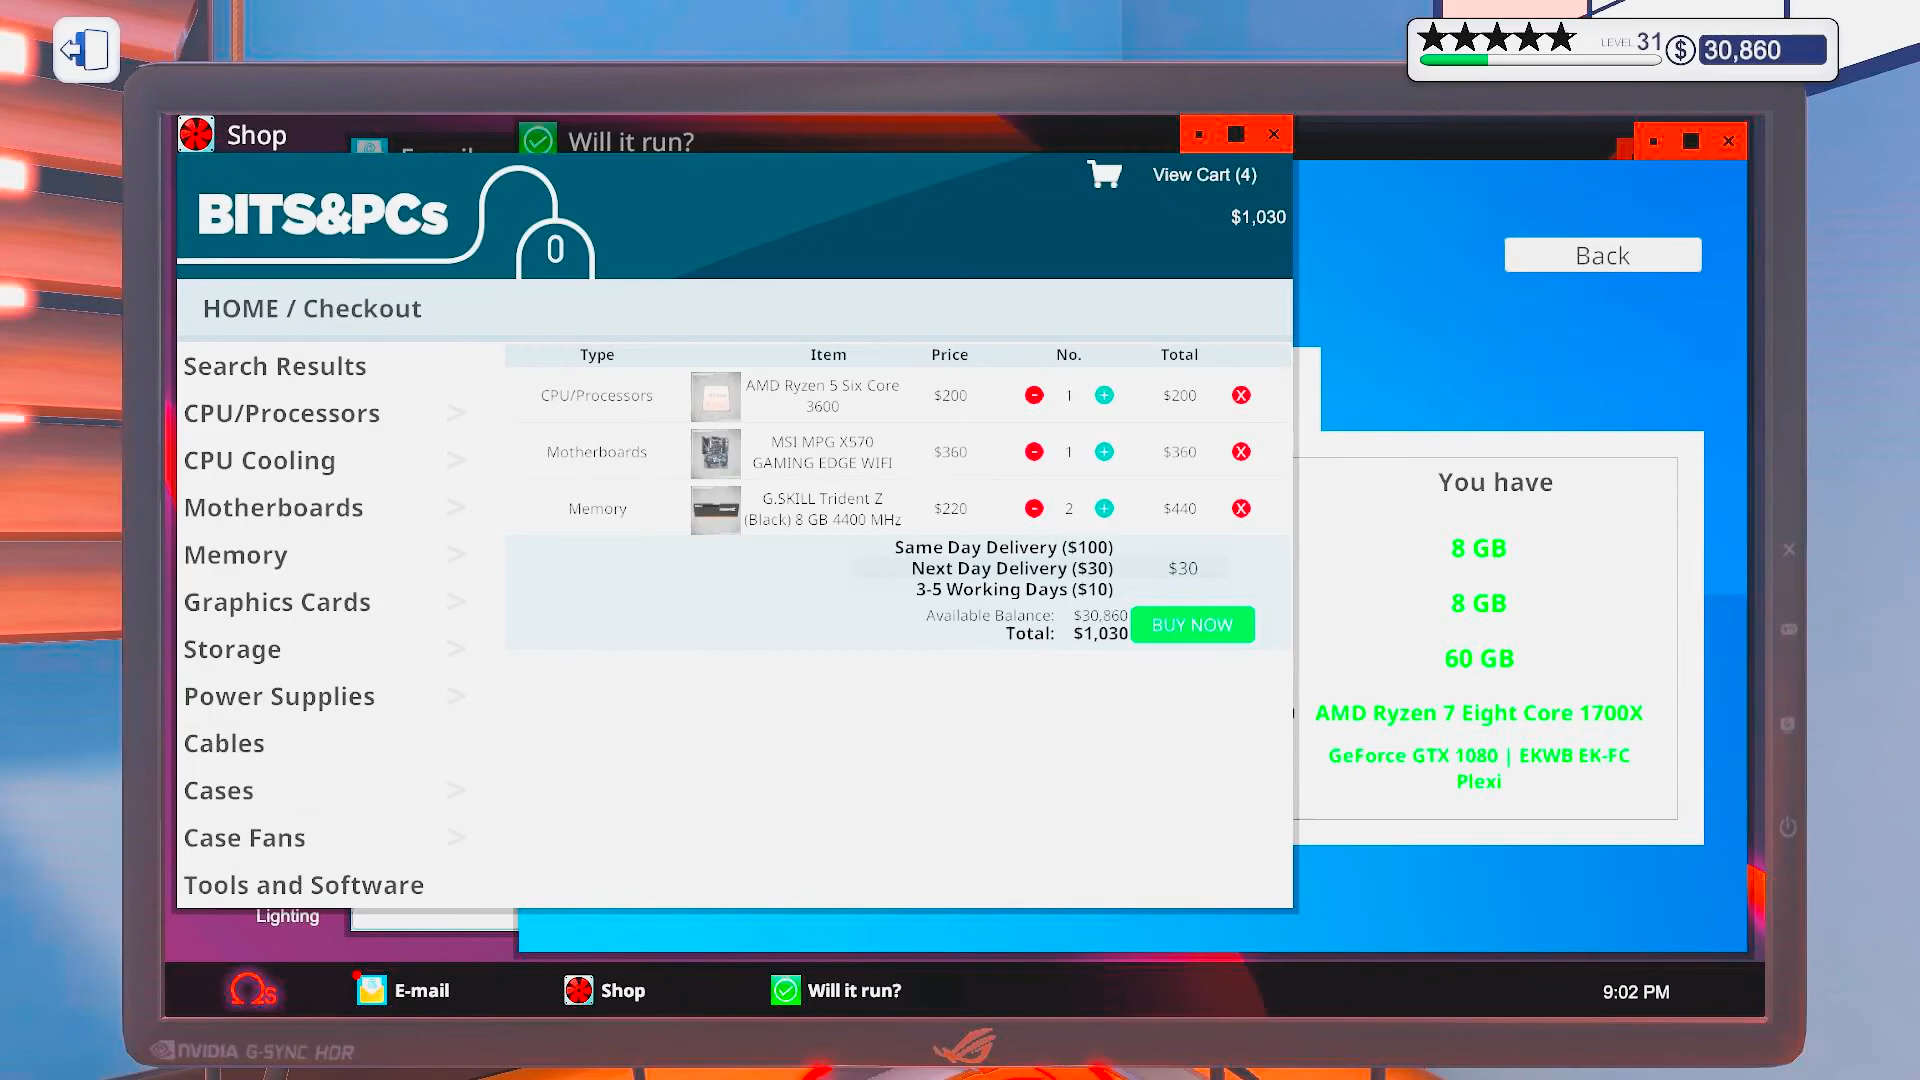 LEVEL 31
$ 30,860
Shop
Will it run?
View Cart (4)
$1,030
BITS&PCs
Back
HOME / Checkout
Search Results
CPU/Processors >
CPU Cooling >
Motherboards >
Memory >
Graphics Cards >
Storage >
Power Supplies >
Cables
Cases >
Case Fans >
Tools and Software
Type Item Price No. Total
CPU/Processors AMD Ryzen 5 Six Core 3600 $200 - 1 + $200 X
Motherboards MSI MPG X570 GAMING EDGE WIFI $360 - 1 + $360 X
Memory G.SKILL Trident Z (Black) 8 GB 4400 MHz $220 - 2 + $440 X
Same Day Delivery ($100)
Next Day Delivery ($30) $30
3-5 Working Days ($10)
Available Balance: $30,860
Total: $1,030
BUY NOW
You have
8 GB
8 GB
60 GB
AMD Ryzen 7 Eight Core 1700X
GeForce GTX 1080 | EKWB EK-FC
Plexi
Lighting
Ωs
E-mail
Shop
Will it run?
9:02 PM
NVIDIA G-SYNC HDR